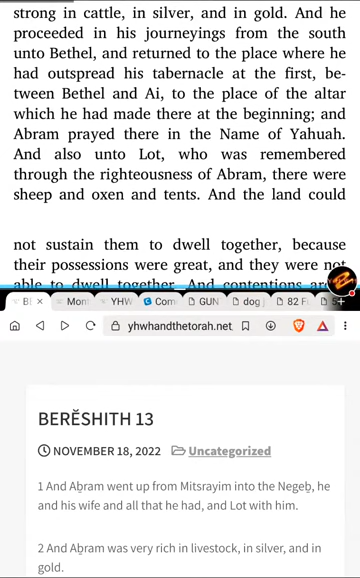 strong in cattle, in silver, and in gold. And he
proceeded in his journeyings from the south
unto Bethel, and returned to the place where he
had outspread his tabernacle at the first, be-
tween Bethel and Ai, to the place of the altar
which he had made there at the beginning; and
Abram prayed there in the Name of Yahuah.
And also unto Lot, who was remembered
through the righteousness of Abram, there were
sheep and oxen and tents. And the land could
not sustain them to dwell together, because
their possessions were great, and they were not
able to dwell together. And contentions
Mon
YHW
Com
GUN
dog
82 F
yhwhandthetorah.net
BERĔSHITH 13
NOVEMBER 18, 2022 Uncategorized
1 And Aḇram went up from Mitsrayim into the Negeḇ, he
and his wife and all that he had, and Lot with him.
2 And Aḇram was very rich in livestock, in silver, and in
gold.